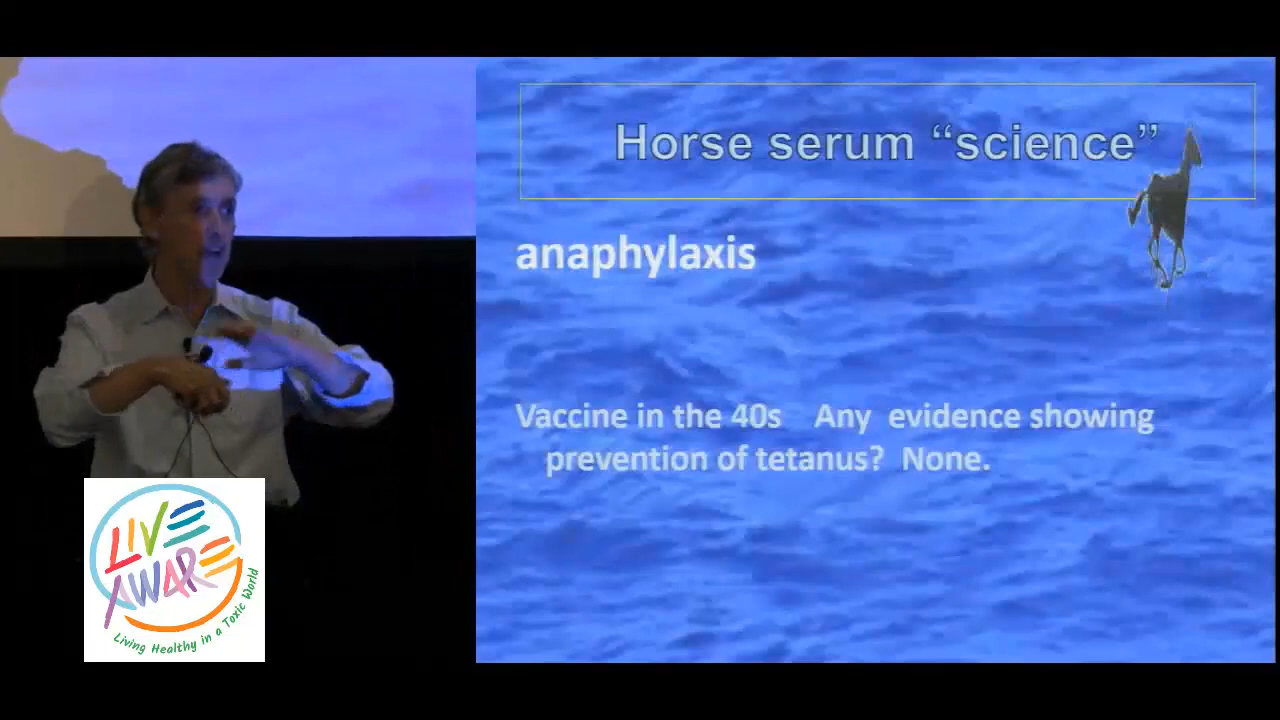 Horse serum “science”
anaphylaxis
Vaccine in the 40s Any evidence showing
prevention of tetanus? None.
LIVE
AWARE
Living Healthy in a Toxic World